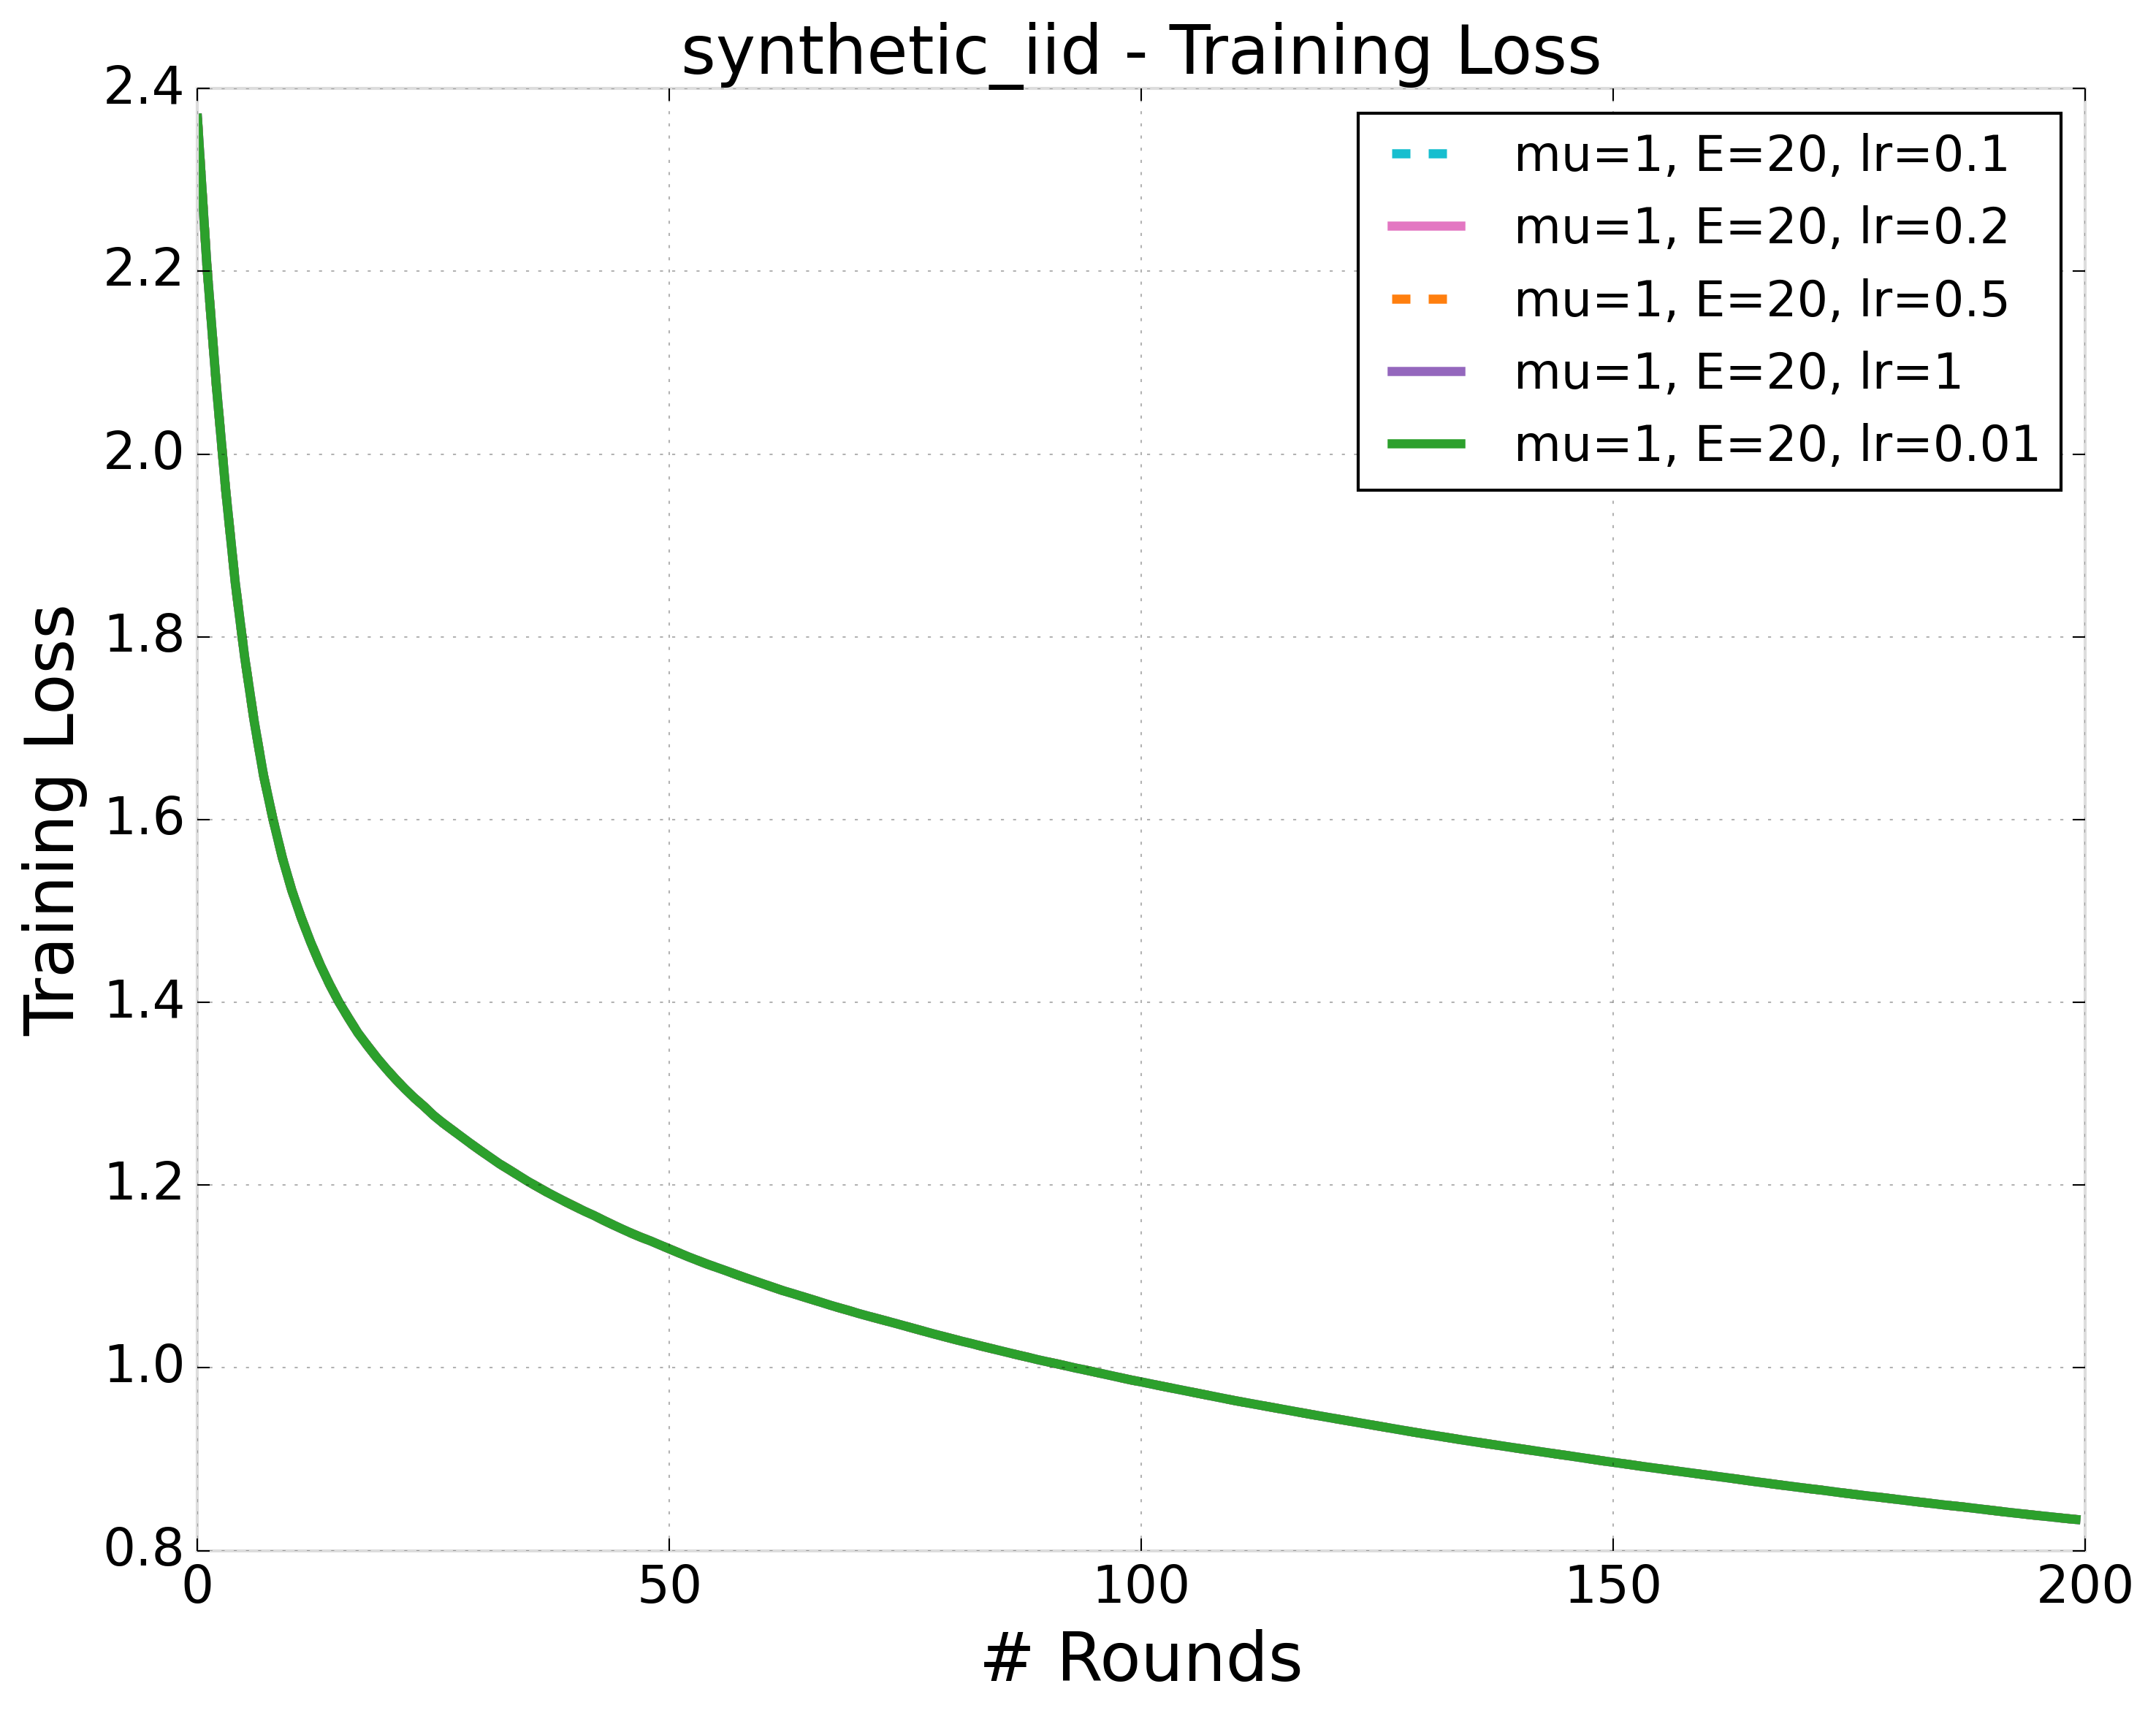 synthetic_iid - Training Loss
2.4
2.2
2.0
1.8
1.6
1.4
1.2
1.0
0.8
Training Loss
mu=1, E=20, lr=0.1
mu=1, E=20, lr=0.2
mu=1, E=20, lr=0.5
mu=1, E=20, lr=1
mu=1, E=20, lr=0.01
0 50 100 150 200
# Rounds